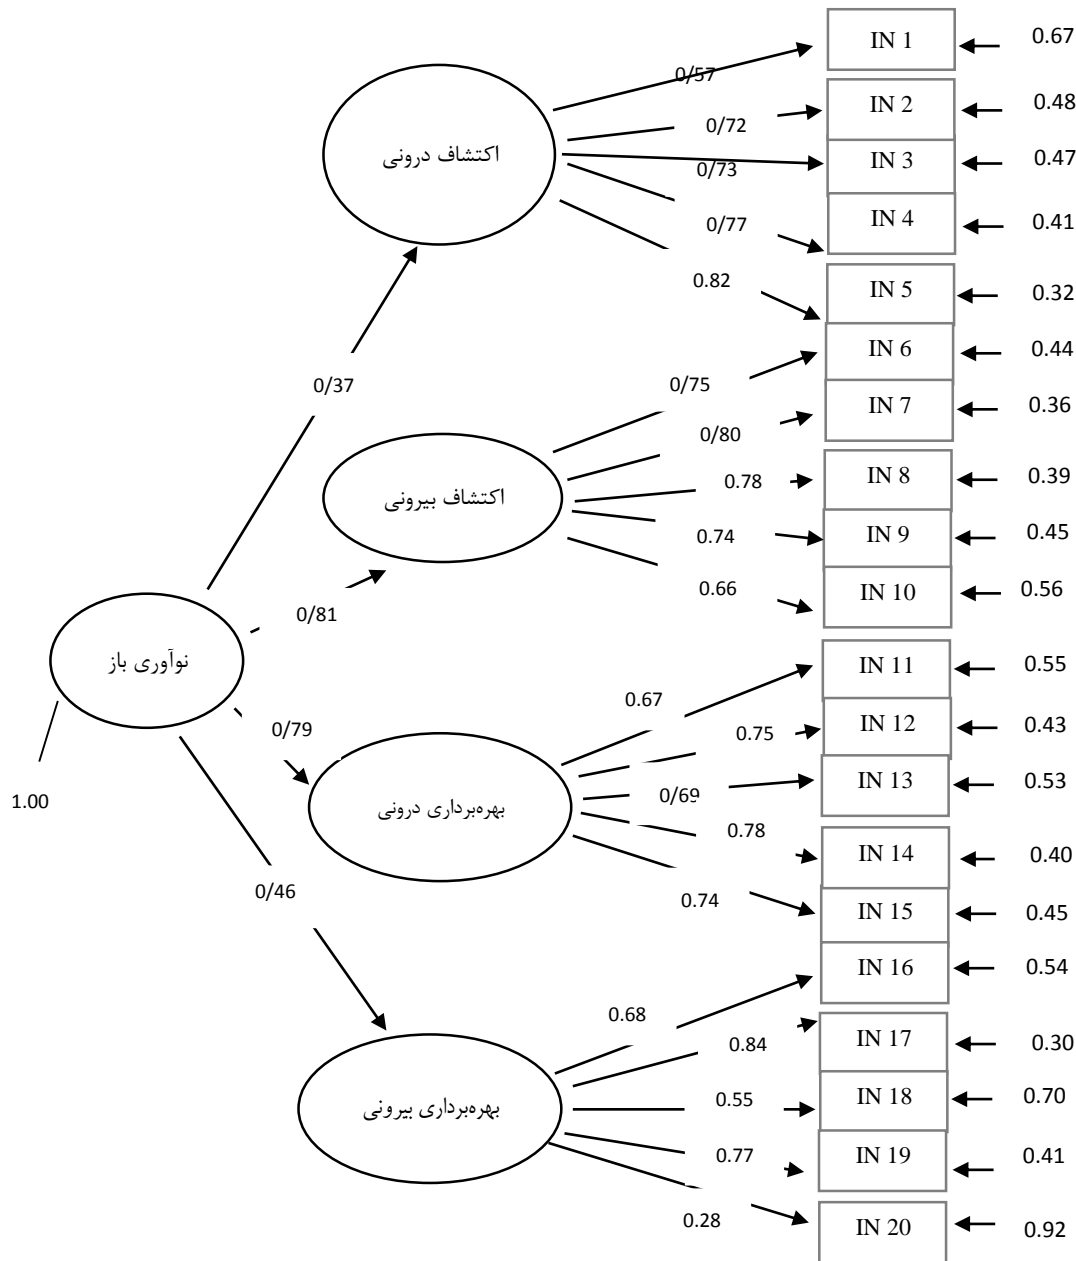 IN 1
0.67
0/57
IN 2
0.48
0/72
اکتشاف درونی
IN 3
0.47
0/73
IN 4
0.41
0/77
0.82
IN 5
0.32
IN 6
0.44
0/37
0/75
IN 7
0.36
0/80
IN 8
0.39
0.78
اکتشاف بیرونی
IN 9
0.45
0.74
0.66
IN 10
0.56
0/81
نوآوری باز
IN 11
0.55
0.67
IN 12
0.43
0.75
0/79
IN 13
0.53
0/69
1.00
بهره‌برداری درونی
0.78
IN 14
0.40
0.74
IN 15
0.45
0/46
IN 16
0.54
0.68
IN 17
0.30
0.84
0.55
IN 18
0.70
بهره‌برداری بیرونی
0.77
IN 19
0.41
0.28
IN 20
0.92